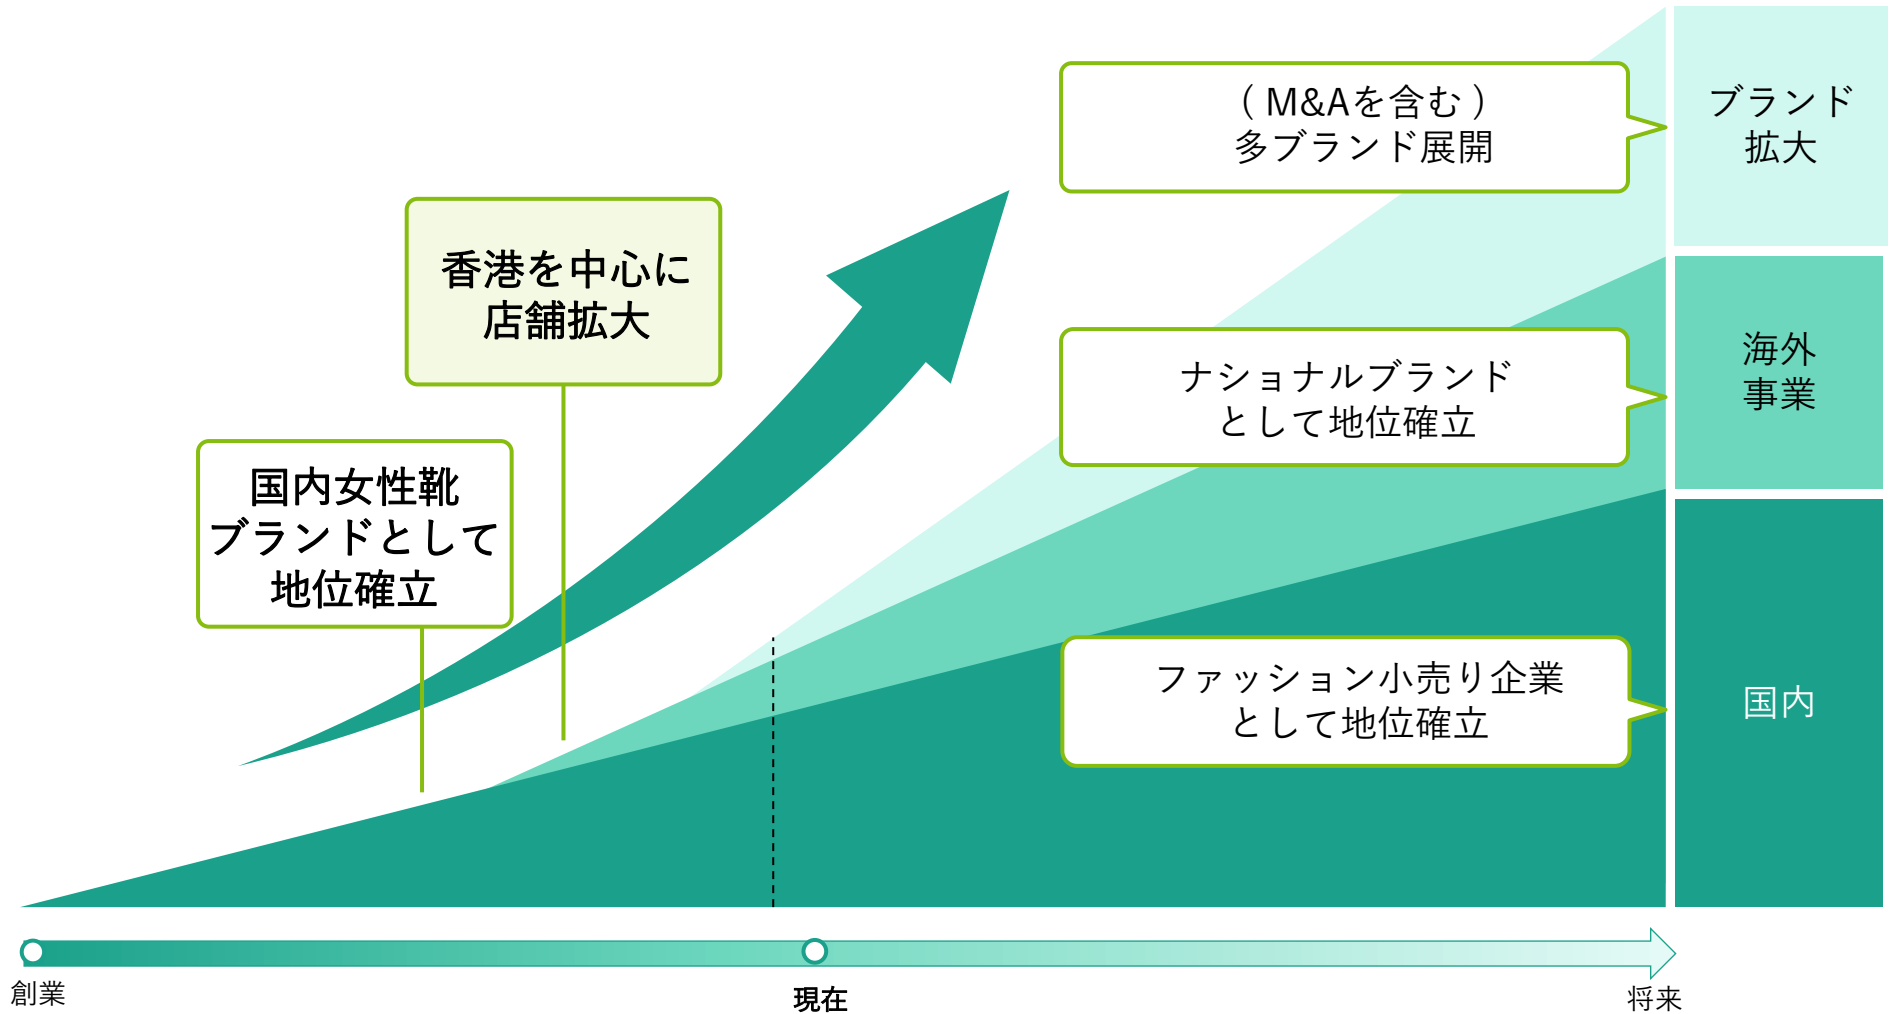 (M&Aを含む)
多ブランド展開
ブランド
拡大
香港を中心に
店舗拡大
ナショナルブランド
として地位確立
海外
事業
国内女性靴
ブランドとして
地位確立
ファッション小売り企業
として地位確立
国内
創業
現在
将来